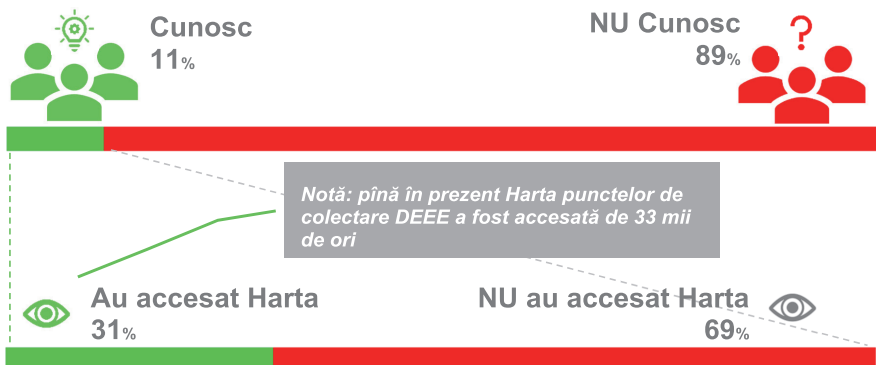 Cunosc
11%
NU Cunosc
89%
?
Notă: pînă în prezent Harta punctelor de
colectare DEEE a fost accesată de 33 mii
de ori
Au accesat Harta
31%
NU au accesat Harta
69%